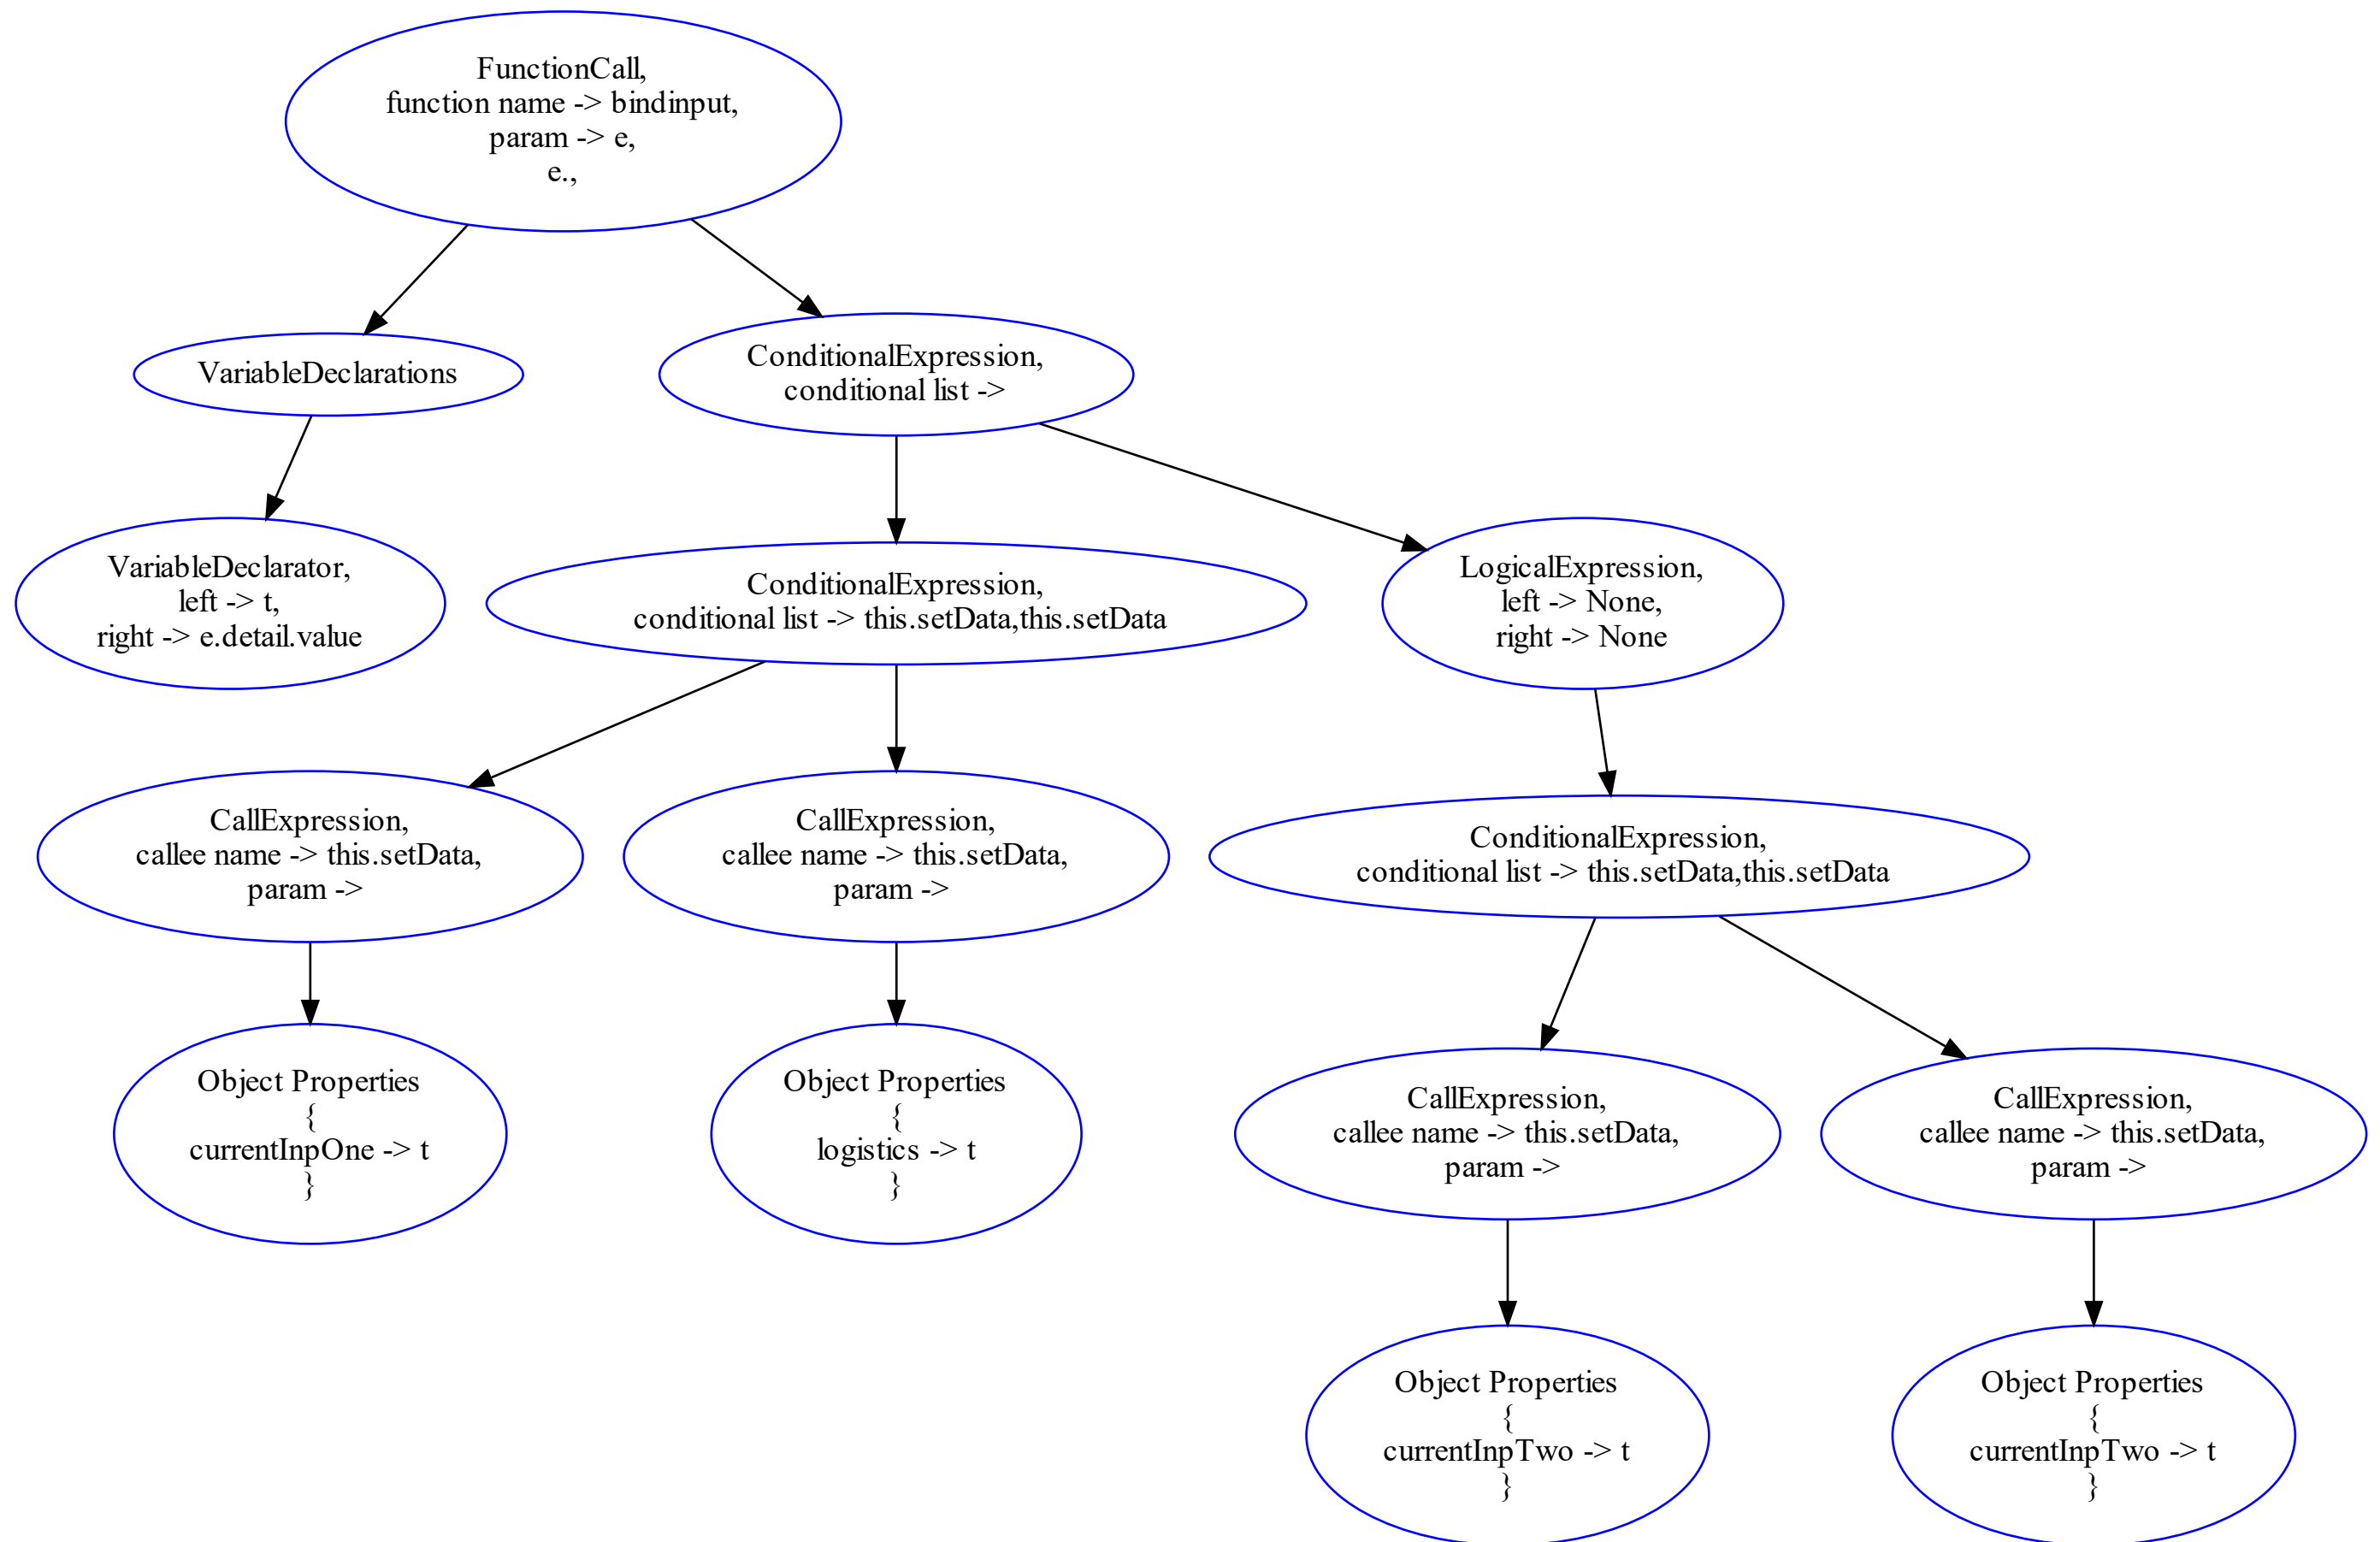 FunctionCall,
function name -> bindinput,
param -> e,
e.,
VariableDeclarations
ConditionalExpression,
conditional list ->
VariableDeclarator,
left -> t,
right -> e.detail.value
ConditionalExpression,
conditional list -> this.setData,this.setData
LogicalExpression,
left -> None,
right -> None
CallExpression,
callee name -> this.setData,
param ->
CallExpression,
callee name -> this.setData,
param ->
ConditionalExpression,
conditional list -> this.setData,this.setData
Object Properties
{
currentInpOne -> t
}
Object Properties
{
logistics -> t
}
CallExpression,
callee name -> this.setData,
param ->
CallExpression,
callee name -> this.setData,
param ->
Object Properties
{
currentInpTwo -> t
}
Object Properties
{
currentInpTwo -> t
}